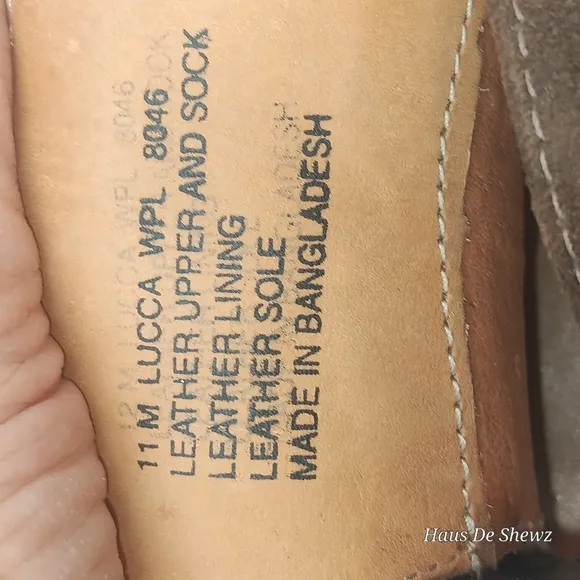 11 M LUCCA WPL 8046
LEATHER UPPER AND SOCK
LEATHER LINING
LEATHER SOLE
MADE IN BANGLADESH
Haus De Shewz